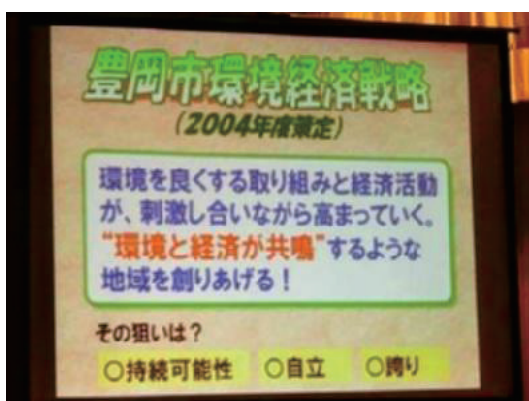 豊岡市環境経済戦略
(2004年度策定)
環境を良くする取り組みと経済活動
が、刺激し合いながら高まっていく。
“環境と経済が共鳴”するような
地域を創りあげる！
その狙いは？
○持続可能性 ○自立 ○誇り